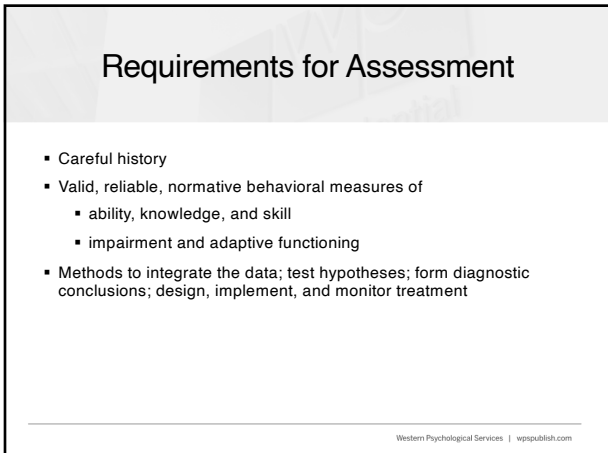 Requirements for Assessment
▪ Careful history
▪ Valid, reliable, normative behavioral measures of
▪ ability, knowledge, and skill
▪ impairment and adaptive functioning
▪ Methods to integrate the data; test hypotheses; form diagnostic
conclusions; design, implement, and monitor treatment
Western Psychological Services | wpspublish.com